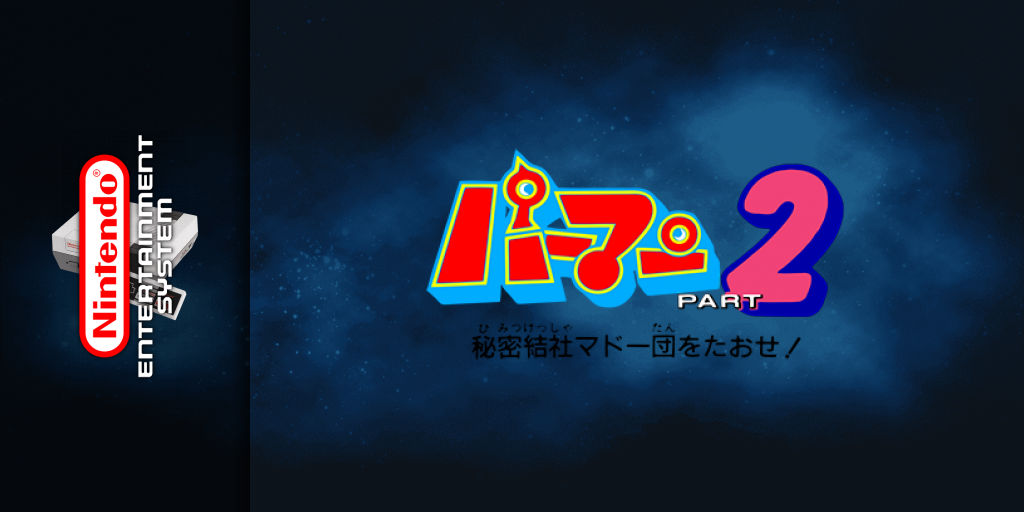 Nintendo®
ENTERTAINMENT
SYSTEM
パーマン
PART 2
ひみつけっしゃ だん
秘密結社マドー団をたおせ!